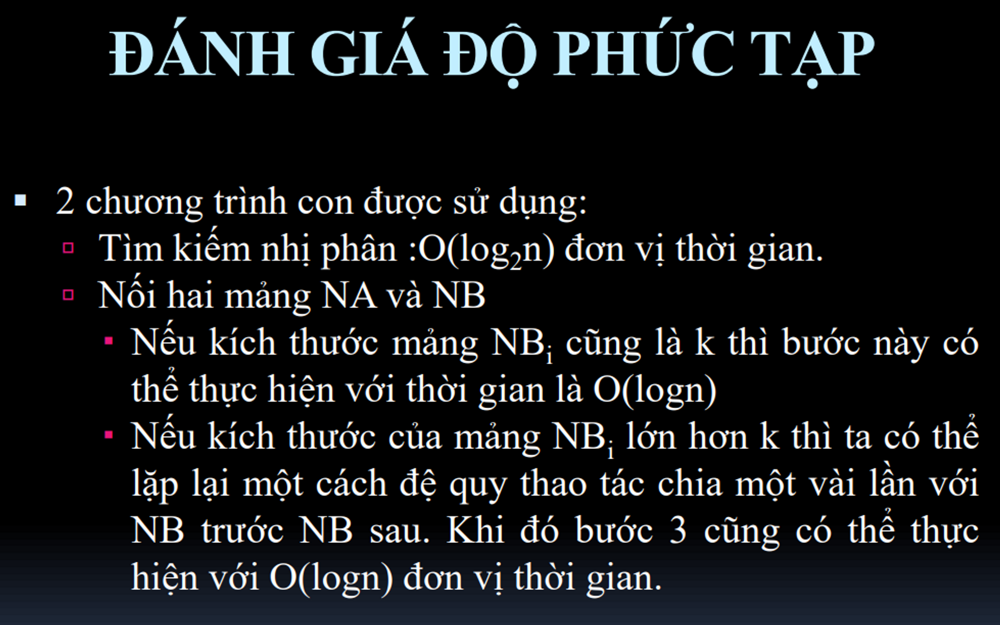 ĐÁNH GIÁ ĐỘ PHỨC TẠP
2 chương trình con được sử dụng:
Tìm kiếm nhị phân :O(log₂n) đơn vị thời gian.
Nối hai mảng NA và NB
Nếu kích thước mảng NBᵢ cũng là k thì bước này có
thể thực hiện với thời gian là O(logn)
Nếu kích thước của mảng NBᵢ lớn hơn k thì ta có thể
lặp lại một cách đệ quy thao tác chia một vài lần với
NB trước NB sau. Khi đó bước 3 cũng có thể thực
hiện với O(logn) đơn vị thời gian.